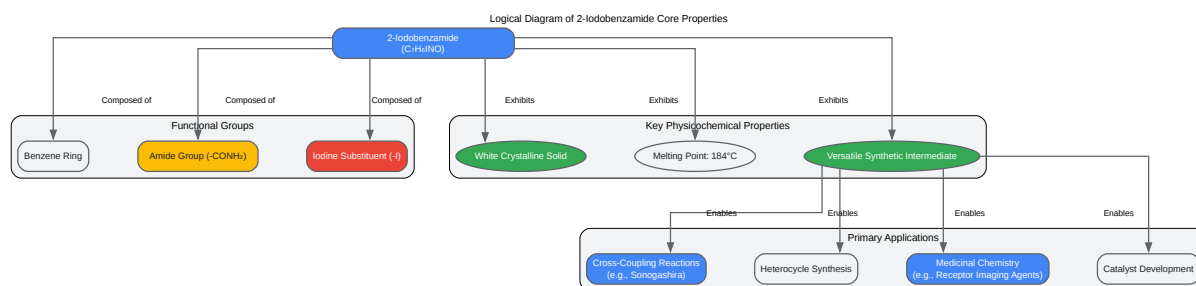 Logical Diagram of 2-Iodobenzamide Core Properties
2-Iodobenzamide
(C₇H₆INO)
Composed of
Composed of
Composed of
Exhibits
Exhibits
Exhibits
Functional Groups
Key Physicochemical Properties
Benzene Ring
Amide Group (-CONH₂)
Iodine Substituent (-I)
White Crystalline Solid
Melting Point: 184°C
Versatile Synthetic Intermediate
Enables
Enables
Enables
Enables
Primary Applications
Cross-Coupling Reactions
(e.g., Sonogashira)
Heterocycle Synthesis
Medicinal Chemistry
(e.g., Receptor Imaging Agents)
Catalyst Development